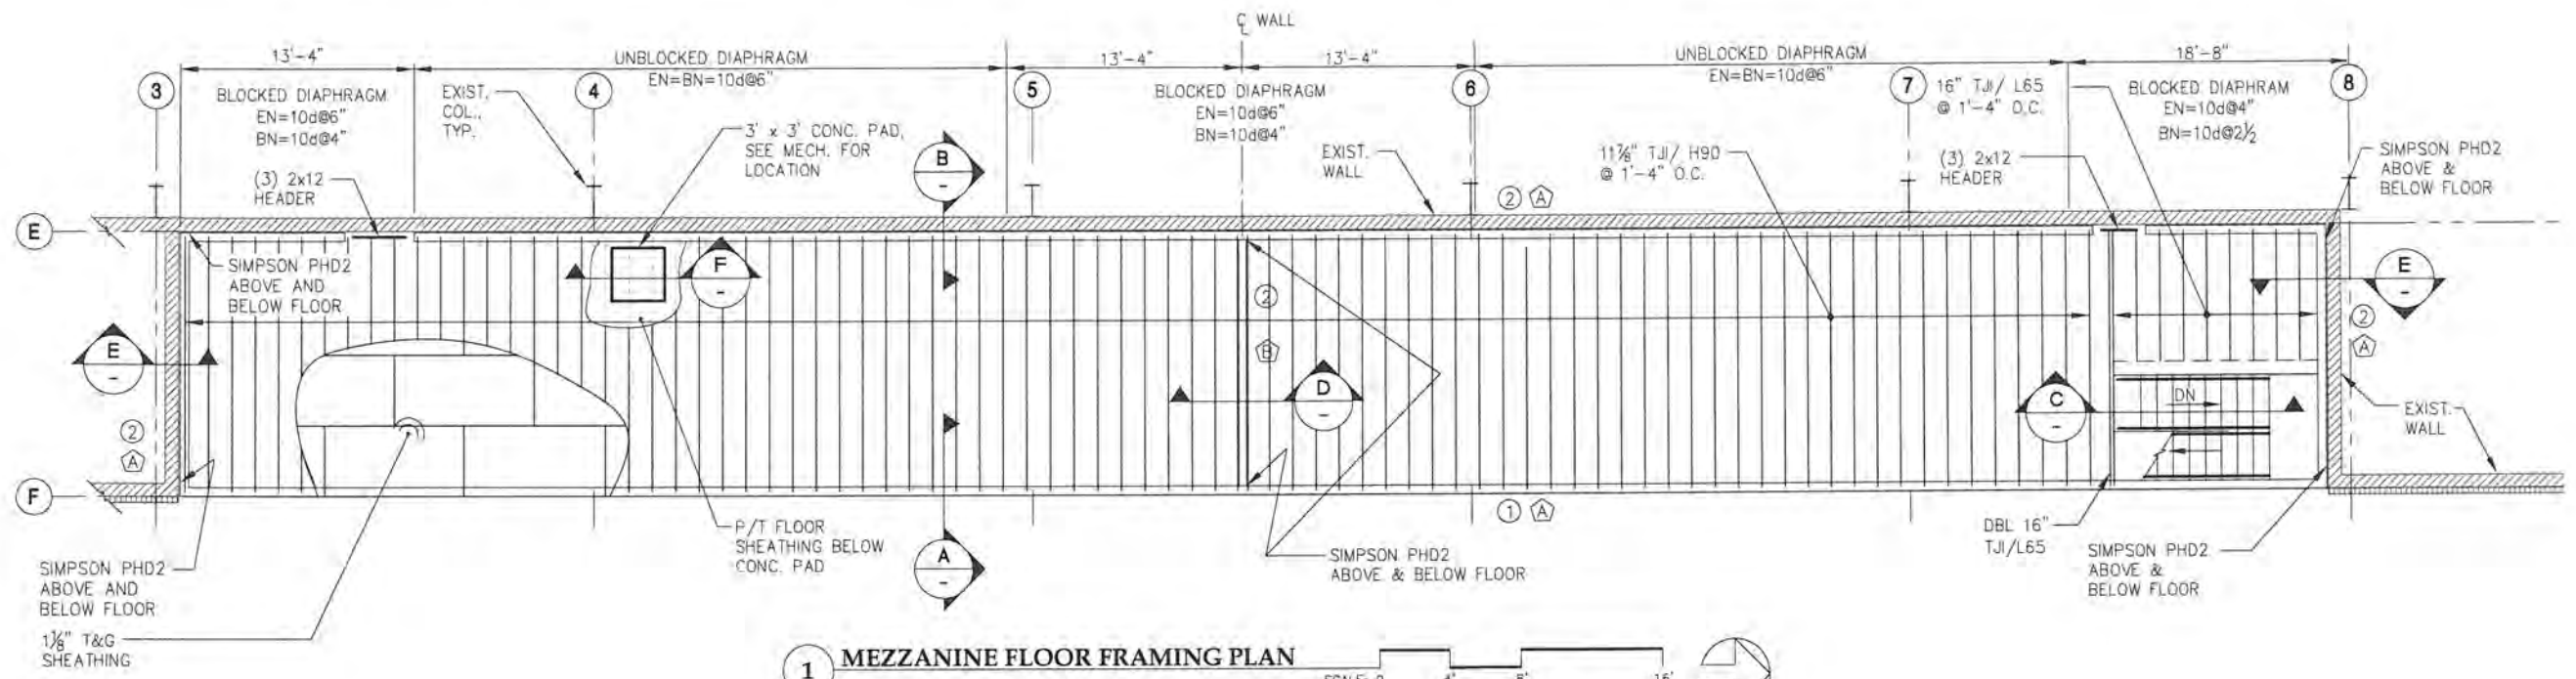 ℄ WALL
13'-4"
UNBLOCKED DIAPHRAGM
EN=BN=10d@6"
13'-4"
13'-4"
UNBLOCKED DIAPHRAGM
EN=BN=10d@6"
18'-8"
3
4
5
6
7
8
BLOCKED DIAPHRAGM
EN=10d@6"
BN=10d@4"
EXIST.
COL.,
TYP.
3' x 3' CONC. PAD,
SEE MECH. FOR
LOCATION
B
-
BLOCKED DIAPHRAGM
EN=10d@6"
BN=10d@4"
16" TJI/ L65
@ 1'-4" O.C.
BLOCKED DIAPHRAM
EN=10d@4"
BN=10d@2½
(3) 2x12
HEADER
EXIST.
WALL
11⅞" TJI/ H90
@ 1'-4" O.C.
(3) 2x12
HEADER
SIMPSON PHD2
ABOVE &
BELOW FLOOR
2 A
E
SIMPSON PHD2
ABOVE AND
BELOW FLOOR
F
-
E
-
2
B
2
A
E
-
D
-
C
-
DN
EXIST.
WALL
2
A
F
1 A
P/T FLOOR
SHEATHING BELOW
CONC. PAD
A
-
SIMPSON PHD2
ABOVE & BELOW FLOOR
DBL 16"
TJI/L65
SIMPSON PHD2
ABOVE &
BELOW FLOOR
SIMPSON PHD2
ABOVE AND
BELOW FLOOR
1⅛" T&G
SHEATHING
1 MEZZANINE FLOOR FRAMING PLAN
4' 8' 16'